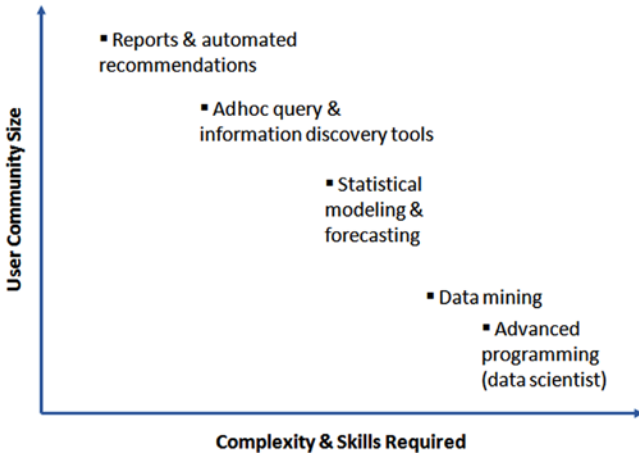 ▪ Reports & automated
recommendations
▪ Adhoc query &
information discovery tools
▪ Statistical
modeling &
forecasting
▪ Data mining
▪ Advanced
programming
(data scientist)
User Community Size
Complexity & Skills Required